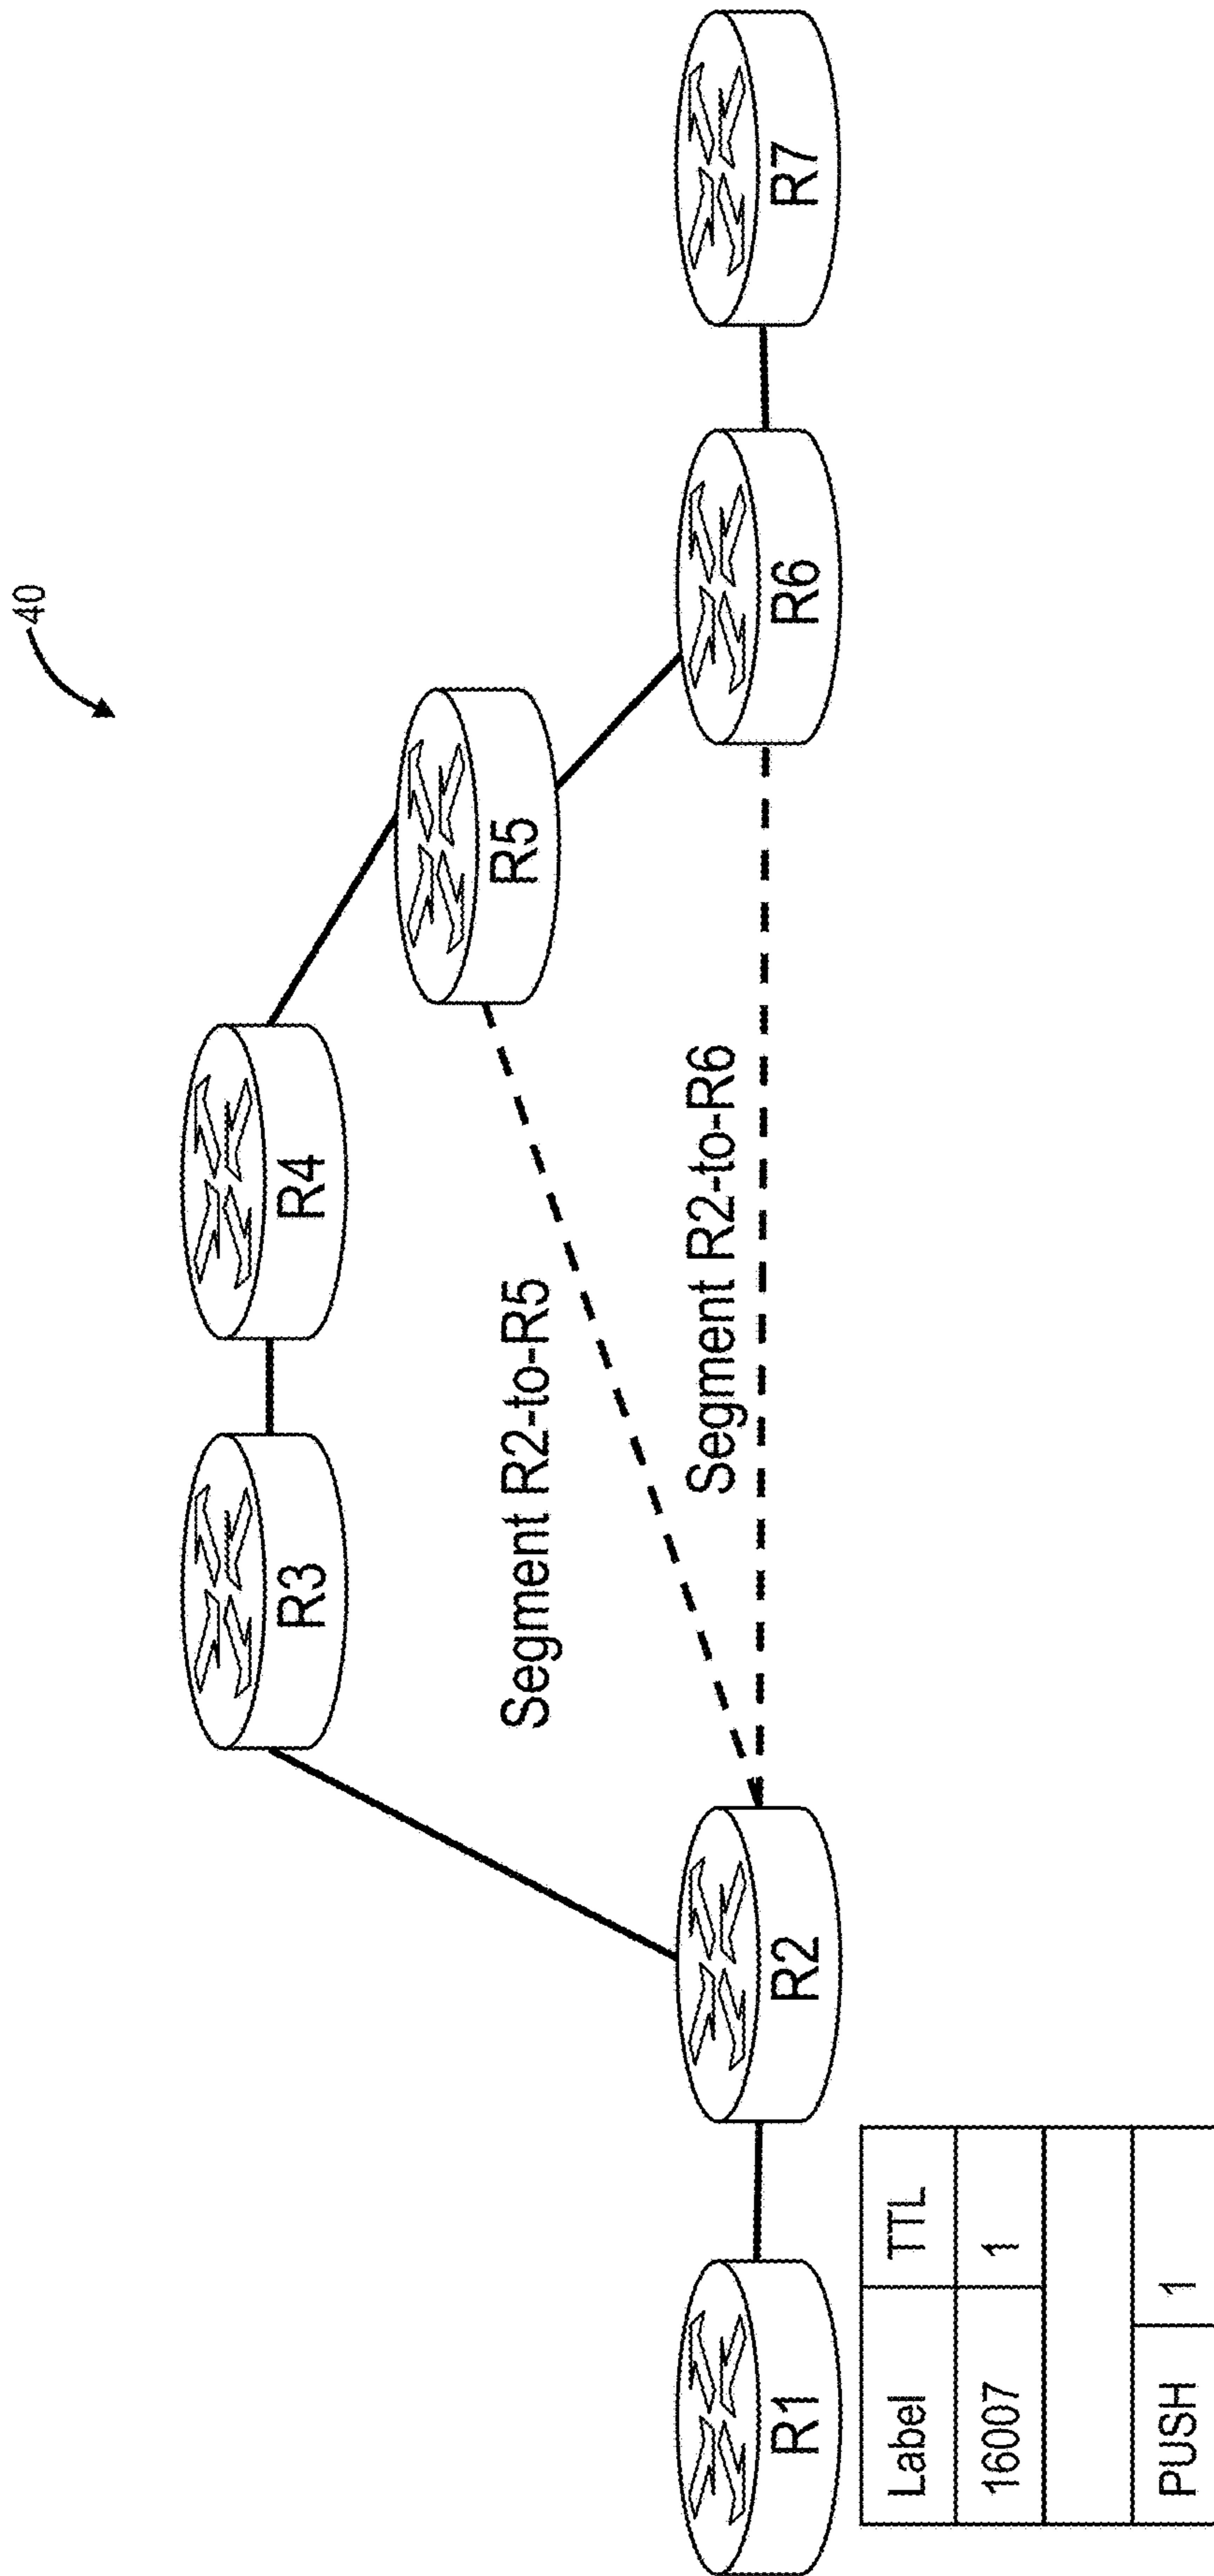 40
R3
R4
R5
Segment R2-to-R5
Segment R2-to-R6
R1
R2
R6
R7
Label TTL
16007 1
PUSH 1